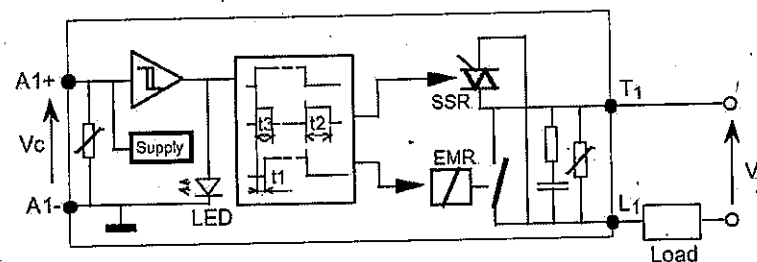 A1+
Vc
Supply
A1-
LED
t3
t2
t1
SSR.
EMR.
T1
V
L1
Load